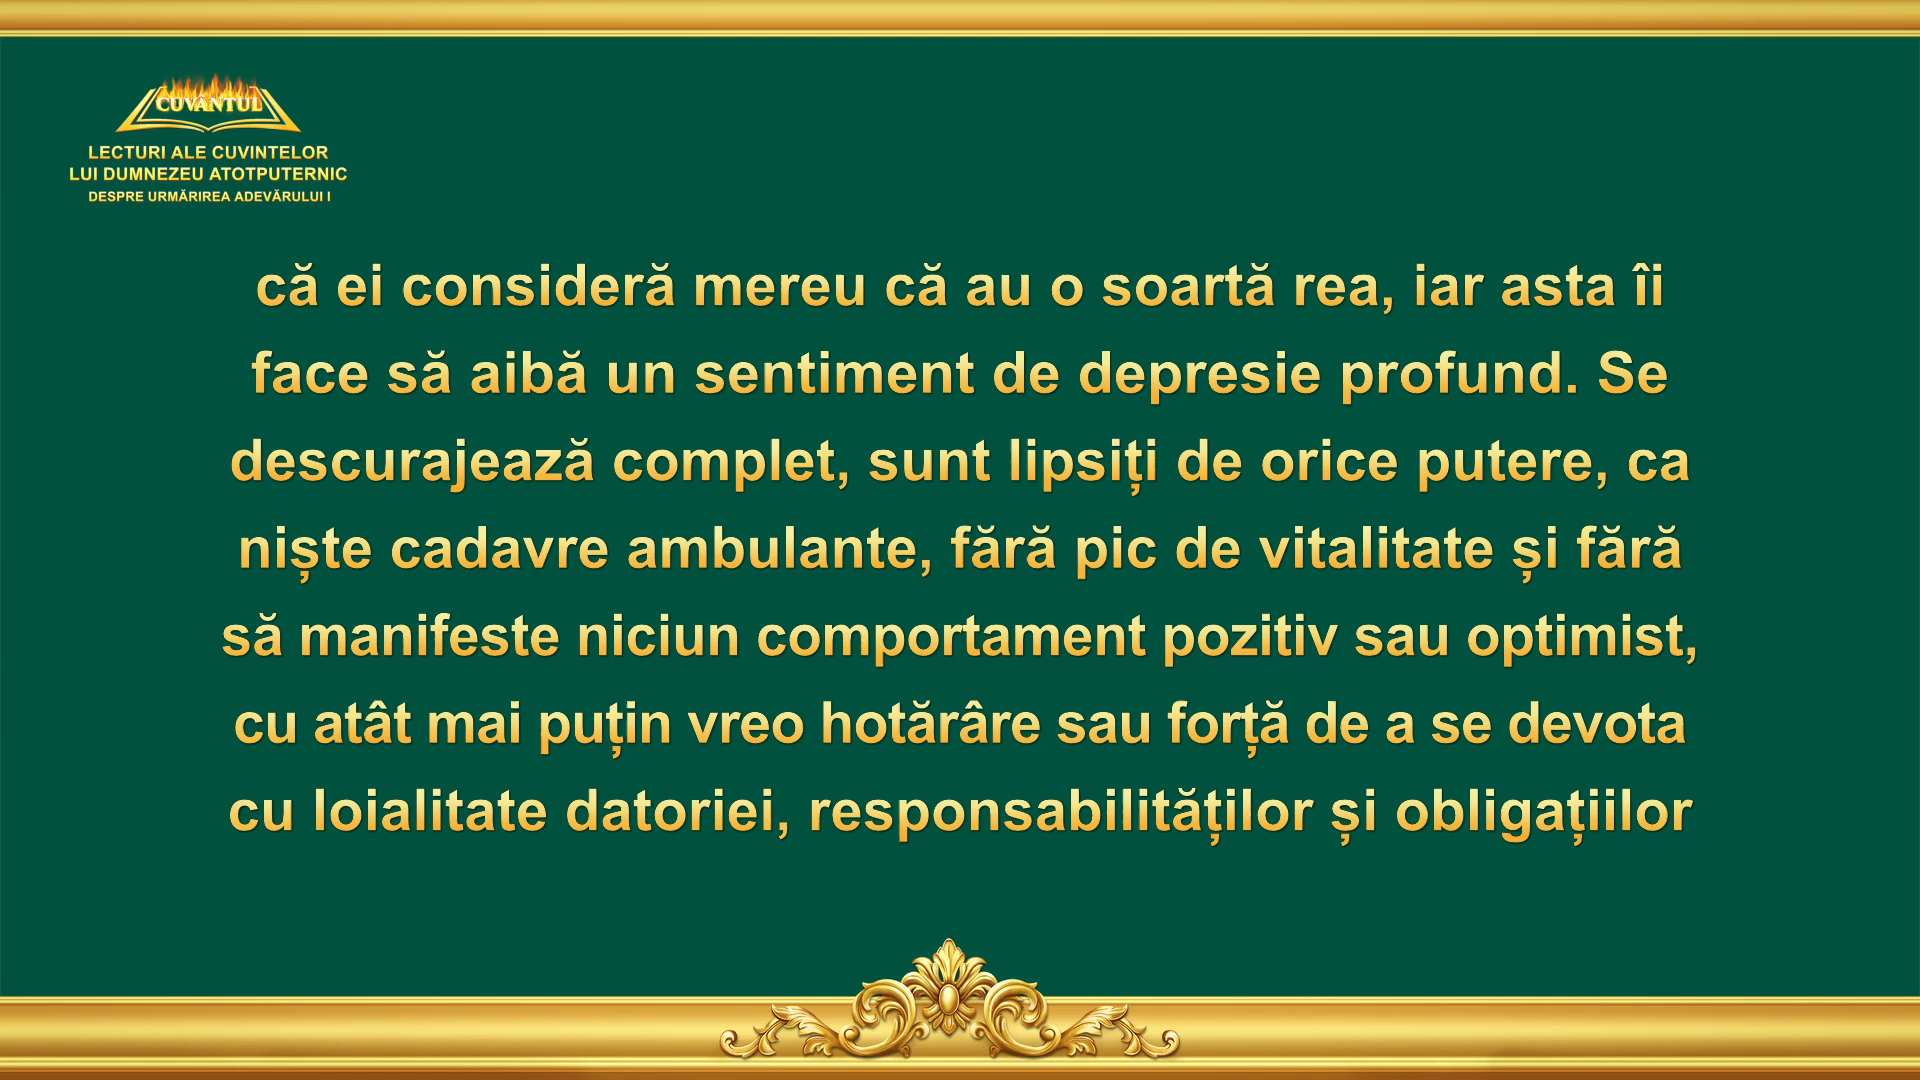 CUVÂNTUL
LECTURI ALE CUVINTELOR
LUI DUMNEZEU ATOTPUTERNIC
DESPRE URMĂRIREA ADEVĂRULUI I
că ei consideră mereu că au o soartă rea, iar asta îi
face să aibă un sentiment de depresie profund. Se
descurajează complet, sunt lipsiți de orice putere, ca
niște cadavre ambulante, fără pic de vitalitate și fără
să manifeste niciun comportament pozitiv sau optimist,
cu atât mai puțin vreo hotărâre sau forță de a se devota
cu loialitate datoriei, responsabilităților și obligațiilor